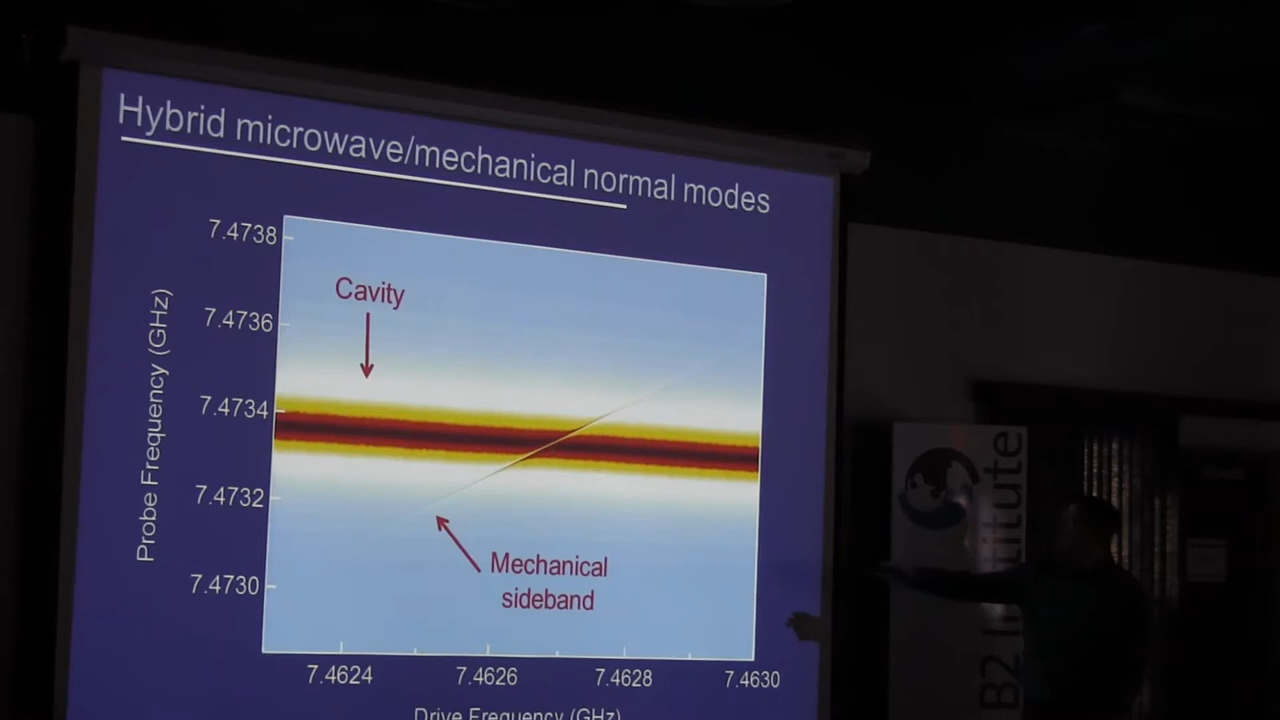 Hybrid microwave/mechanical normal modes
7.4738
7.4736
7.4734
7.4732
7.4730
Probe Frequency (GHz)
Cavity
Mechanical
sideband
7.4624
7.4626
7.4628
7.4630
Drive Frequency (GHz)
B2 Institute